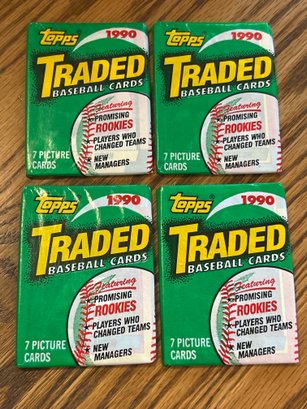 Topps 1990
TRADED
BASEBALL CARDS
Featuring
PROMISING
ROOKIES
PLAYERS WHO
CHANGED TEAMS
NEW
MANAGERS
7 PICTURE
CARDS
Topps 1990
TRADED
BASEBALL CARDS
Featuring
PROMISING
ROOKIES
PLAYERS WHO
CHANGED TEAMS
NEW
MANAGERS
7 PICTURE
CARDS
Topps 1990
TRADED
BASEBALL CARDS
Featuring
PROMISING
ROOKIES
PLAYERS WHO
CHANGED TEAMS
NEW
MANAGERS
7 PICTURE
CARDS
Topps 1990
TRADED
BASEBALL CARDS
Featuring
PROMISING
ROOKIES
PLAYERS WHO
CHANGED TEAMS
NEW
MANAGERS
7 PICTURE
CARDS